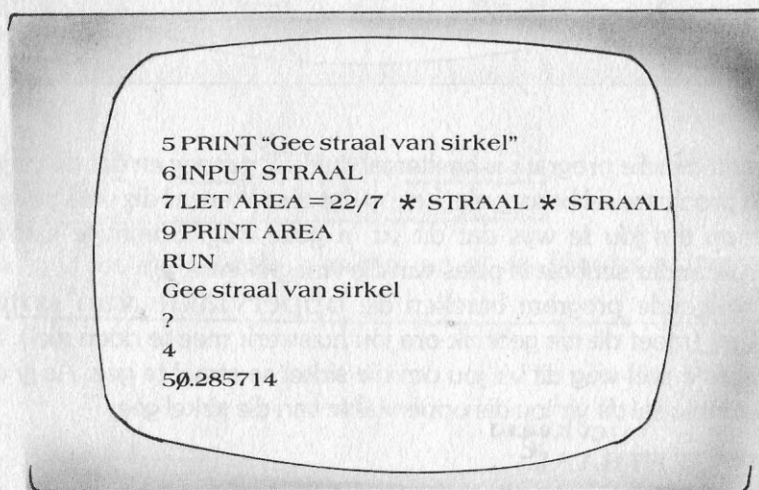 5 PRINT “Gee straal van sirkel”
6 INPUT STRAAL
7 LET AREA = 22/7 * STRAAL * STRAAL
9 PRINT AREA
RUN
Gee straal van sirkel
?
4
50.285714